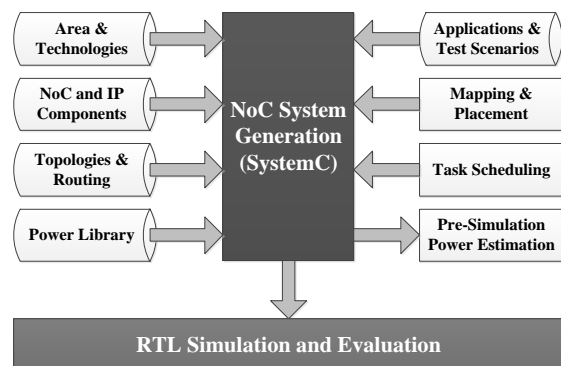 Area &
Technologies
NoC and IP
Components
Topologies &
Routing
Power Library
NoC System
Generation
(SystemC)
Applications &
Test Scenarios
Mapping &
Placement
Task Scheduling
Pre-Simulation
Power Estimation
RTL Simulation and Evaluation